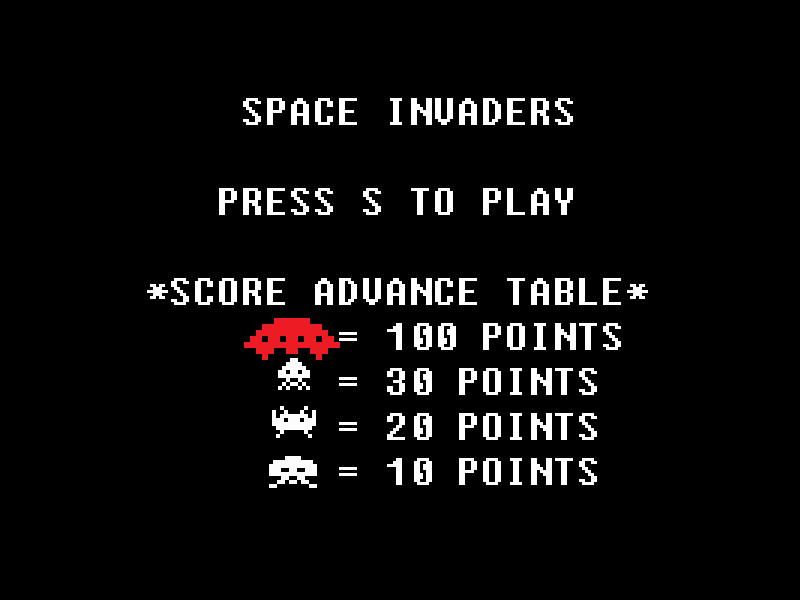 SPACE INVADERS
PRESS S TO PLAY
*SCORE ADVANCE TABLE*
= 100 POINTS
= 30 POINTS
= 20 POINTS
= 10 POINTS